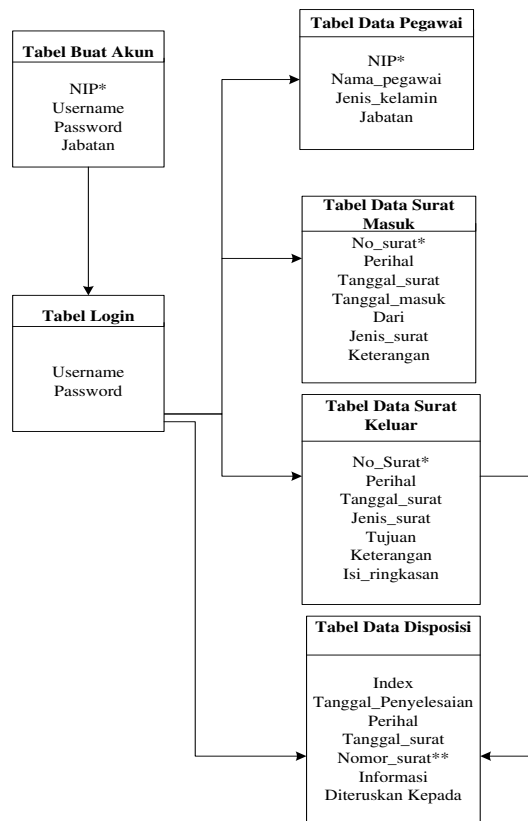 Tabel Buat Akun
NIP*
Username
Password
Jabatan
Tabel Login
Username
Password
Tabel Data Pegawai
NIP*
Nama_pegawai
Jenis_kelamin
Jabatan
Tabel Data Surat
Masuk
No_surat*
Perihal
Tanggal_surat
Tanggal_masuk
Dari
Jenis_surat
Keterangan
Tabel Data Surat
Keluar
No_Surat*
Perihal
Tanggal_surat
Jenis_surat
Tujuan
Keterangan
Isi_ringkasan
Tabel Data Disposisi
Index
Tanggal_Penyelesaian
Perihal
Tanggal_surat
Nomor_surat**
Informasi
Diteruskan Kepada